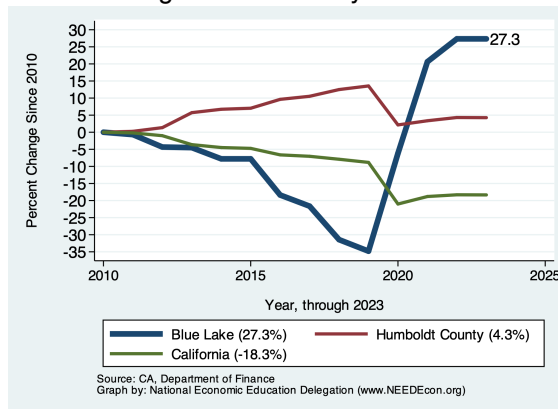 Percent Change Since 2010
30
25
20
15
10
5
0
-5
-10
-15
-20
-25
-30
-35
27.3
2010 2015 2020 2025
Year, through 2023
Blue Lake (27.3%) Humboldt County (4.3%)
California (-18.3%)
Source: CA, Department of Finance
Graph by: National Economic Education Delegation (www.NEEDEcon.org)